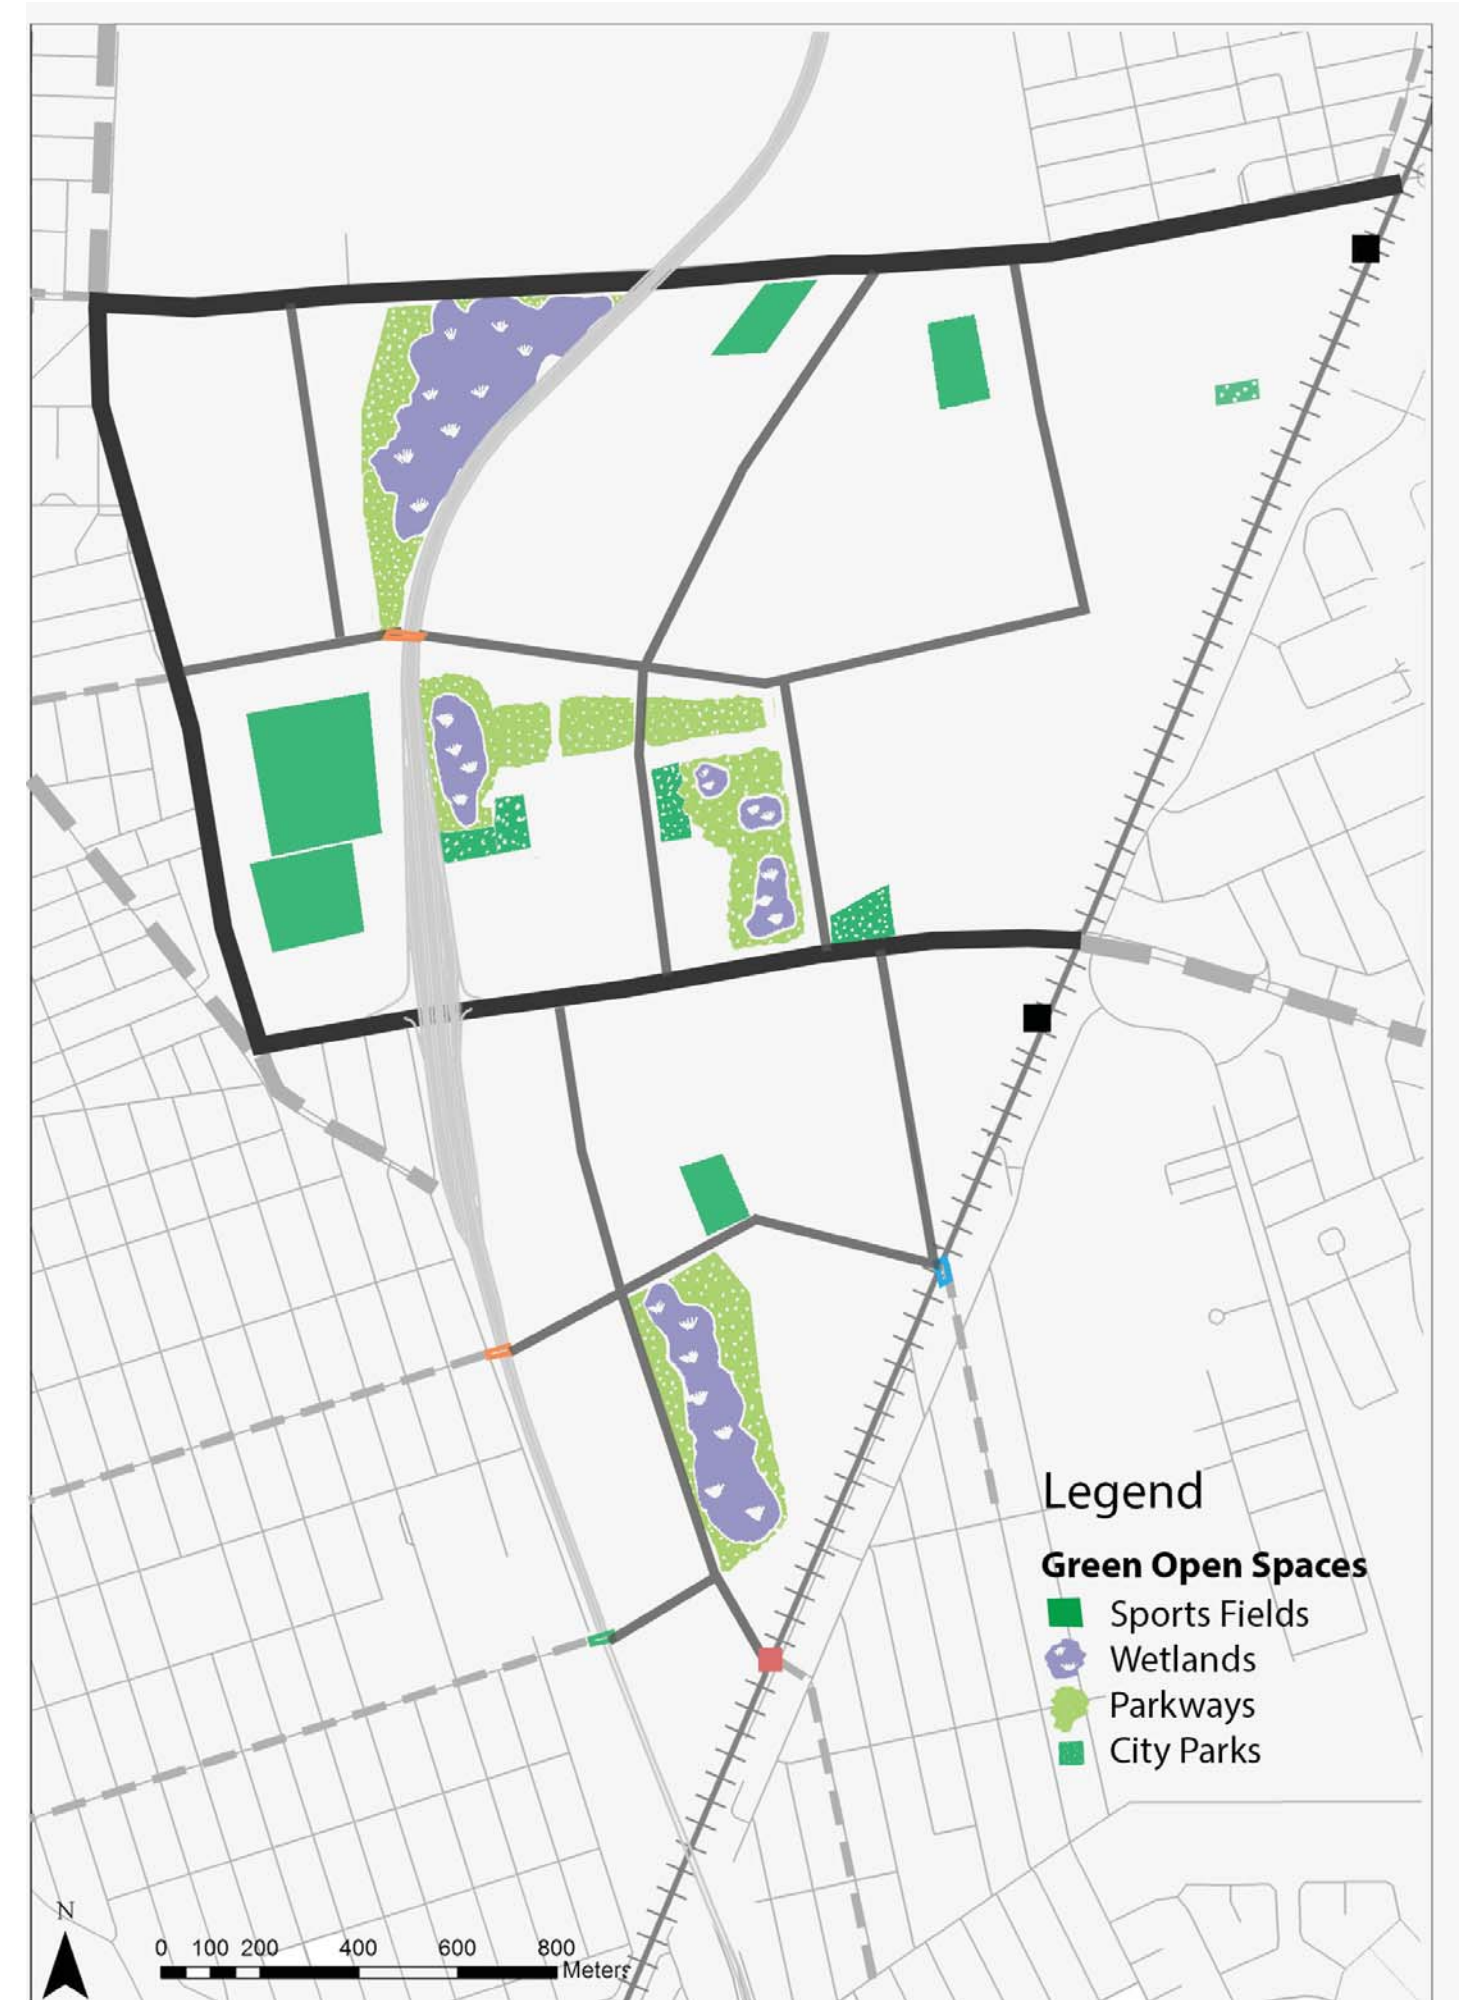 Legend
Green Open Spaces
Sports Fields
Wetlands
Parkways
City Parks
N
0 100 200 400 600 800
Meters